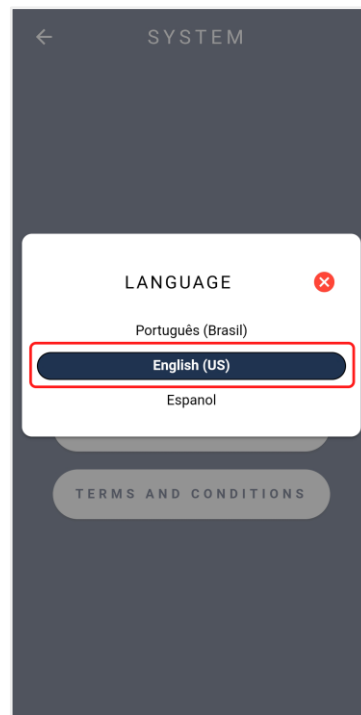 SYSTEM
LANGUAGE
Português (Brasil)
English (US)
Espanol
TERMS AND CONDITIONS